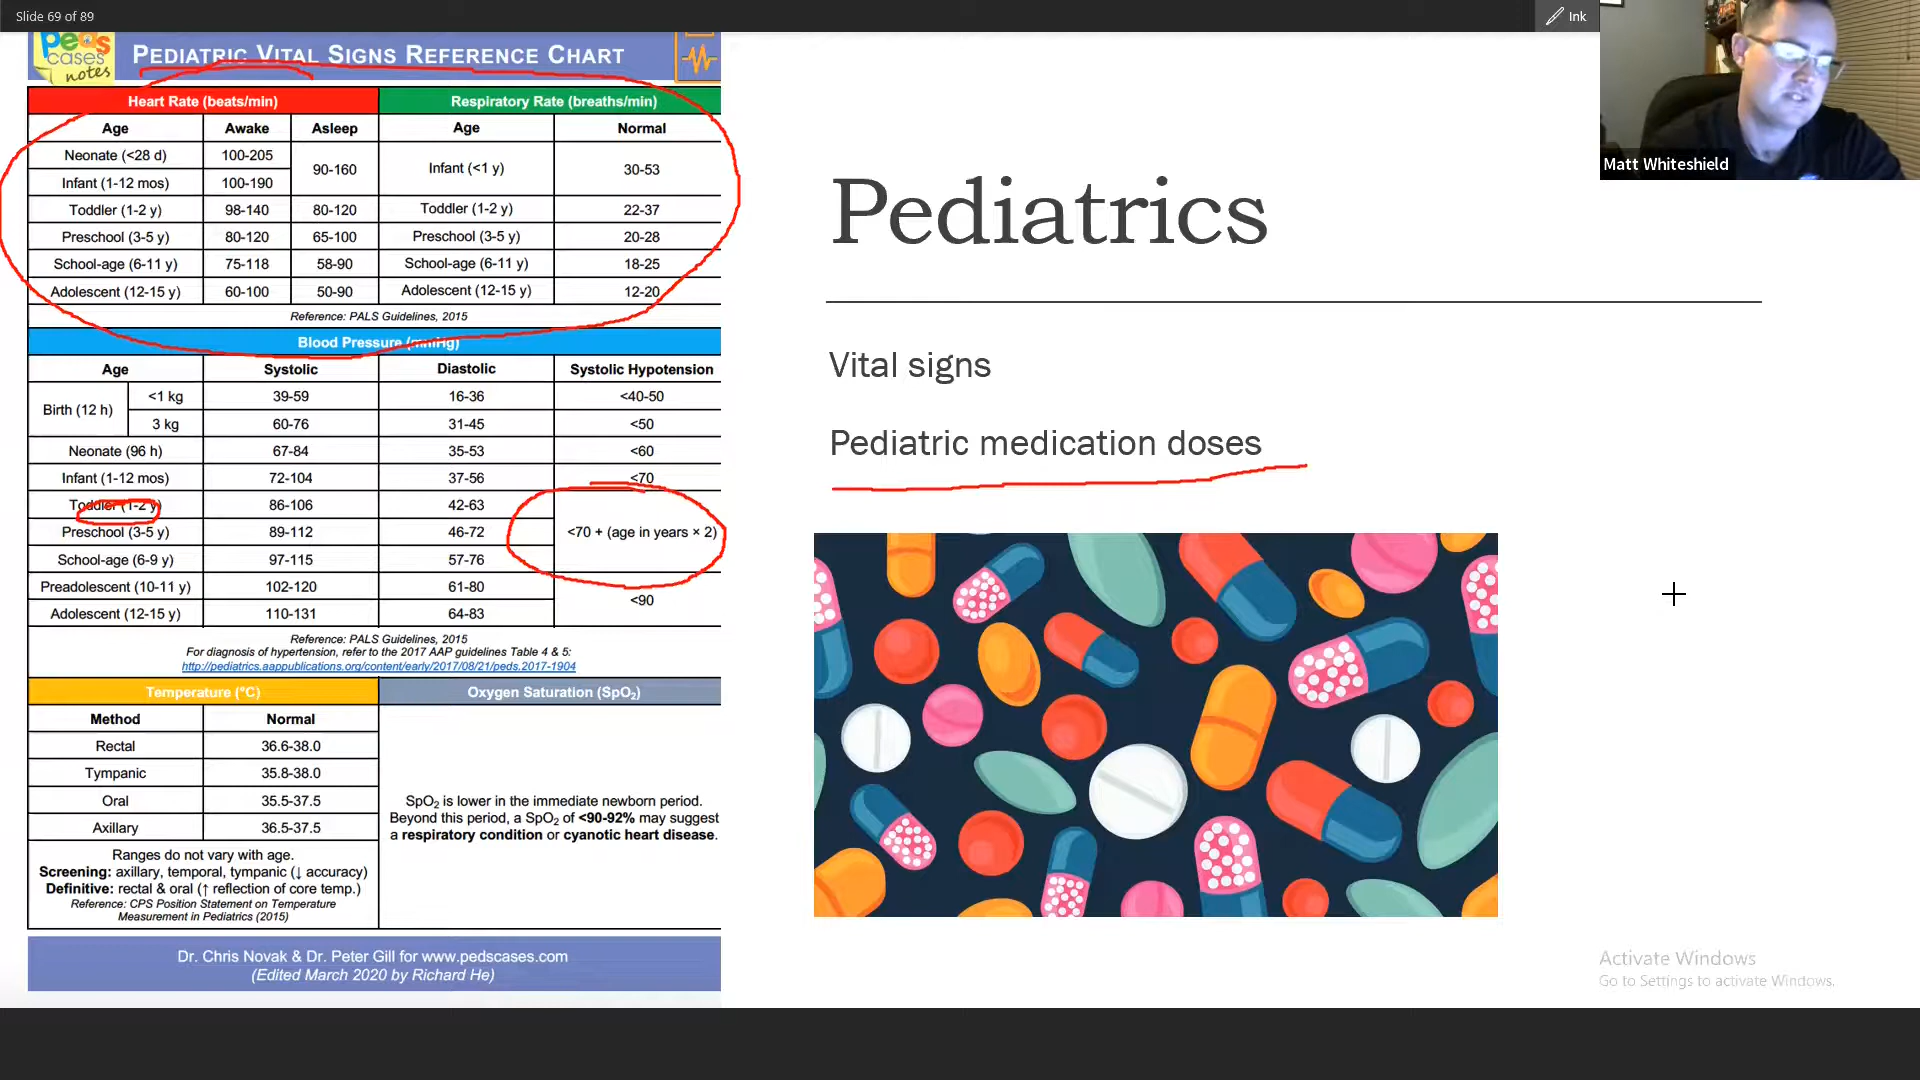 Slide 69 of 89
Ink
Matt Whiteshield
Peds
cases
notes
PEDIATRIC VITAL SIGNS REFERENCE CHART
Heart Rate (beats/min) Respiratory Rate (breaths/min)
Age Awake Asleep Age Normal
Neonate (<28 d) 100-205 90-160 Infant (<1 y) 30-53
Infant (1-12 mos) 100-190
Toddler (1-2 y) 98-140 80-120 Toddler (1-2 y) 22-37
Preschool (3-5 y) 80-120 65-100 Preschool (3-5 y) 20-28
School-age (6-11 y) 75-118 58-90 School-age (6-11 y) 18-25
Adolescent (12-15 y) 60-100 50-90 Adolescent (12-15 y) 12-20
Reference: PALS Guidelines, 2015
Blood Pressure (mmHg)
Age Systolic Diastolic Systolic Hypotension
Birth (12 h) <1 kg 39-59 16-36 <40-50
3 kg 60-76 31-45 <50
Neonate (96 h) 67-84 35-53 <60
Infant (1-12 mos) 72-104 37-56 <70
Toddler (1-2 y) 86-106 42-63
Preschool (3-5 y) 89-112 46-72 <70 + (age in years × 2)
School-age (6-9 y) 97-115 57-76
Preadolescent (10-11 y) 102-120 61-80 <90
Adolescent (12-15 y) 110-131 64-83
Reference: PALS Guidelines, 2015
For diagnosis of hypertension, refer to the 2017 AAP guidelines Table 4 & 5:
http://pediatrics.aappublications.org/content/early/2017/08/21/peds.2017-1904
Temperature (°C) Oxygen Saturation (SpO₂)
Method Normal
Rectal 36.6-38.0
Tympanic 35.8-38.0
Oral 35.5-37.5
Axillary 36.5-37.5
Ranges do not vary with age.
Screening: axillary, temporal, tympanic (↓ accuracy)
Definitive: rectal & oral (↑ reflection of core temp.)
Reference: CPS Position Statement on Temperature
Measurement in Pediatrics (2015)
SpO₂ is lower in the immediate newborn period.
Beyond this period, a SpO₂ of <90-92% may suggest
a respiratory condition or cyanotic heart disease.
Dr. Chris Novak & Dr. Peter Gill for www.pedscases.com
(Edited March 2020 by Richard He)
Pediatrics
Vital signs
Pediatric medication doses
Activate Windows
Go to Settings to activate Windows.